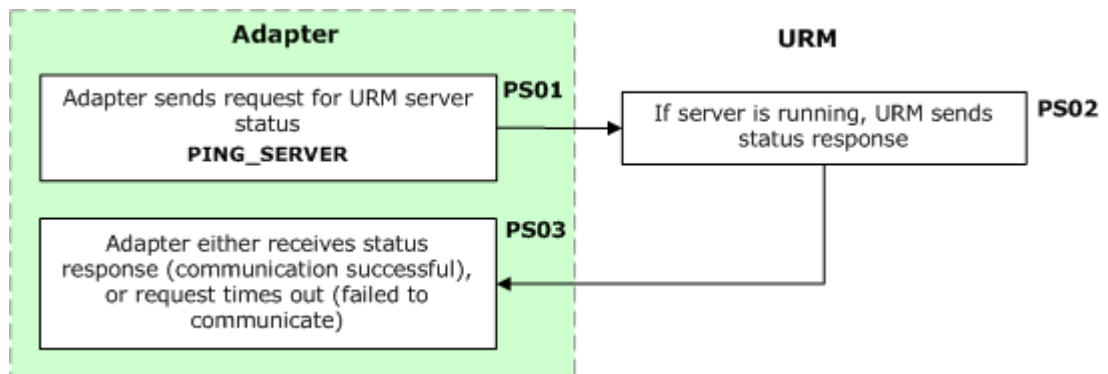 Adapter
URM
Adapter sends request for URM server
status
PING_SERVER
PS01
If server is running, URM sends
status response
PS02
Adapter either receives status
response (communication successful),
or request times out (failed to
communicate)
PS03